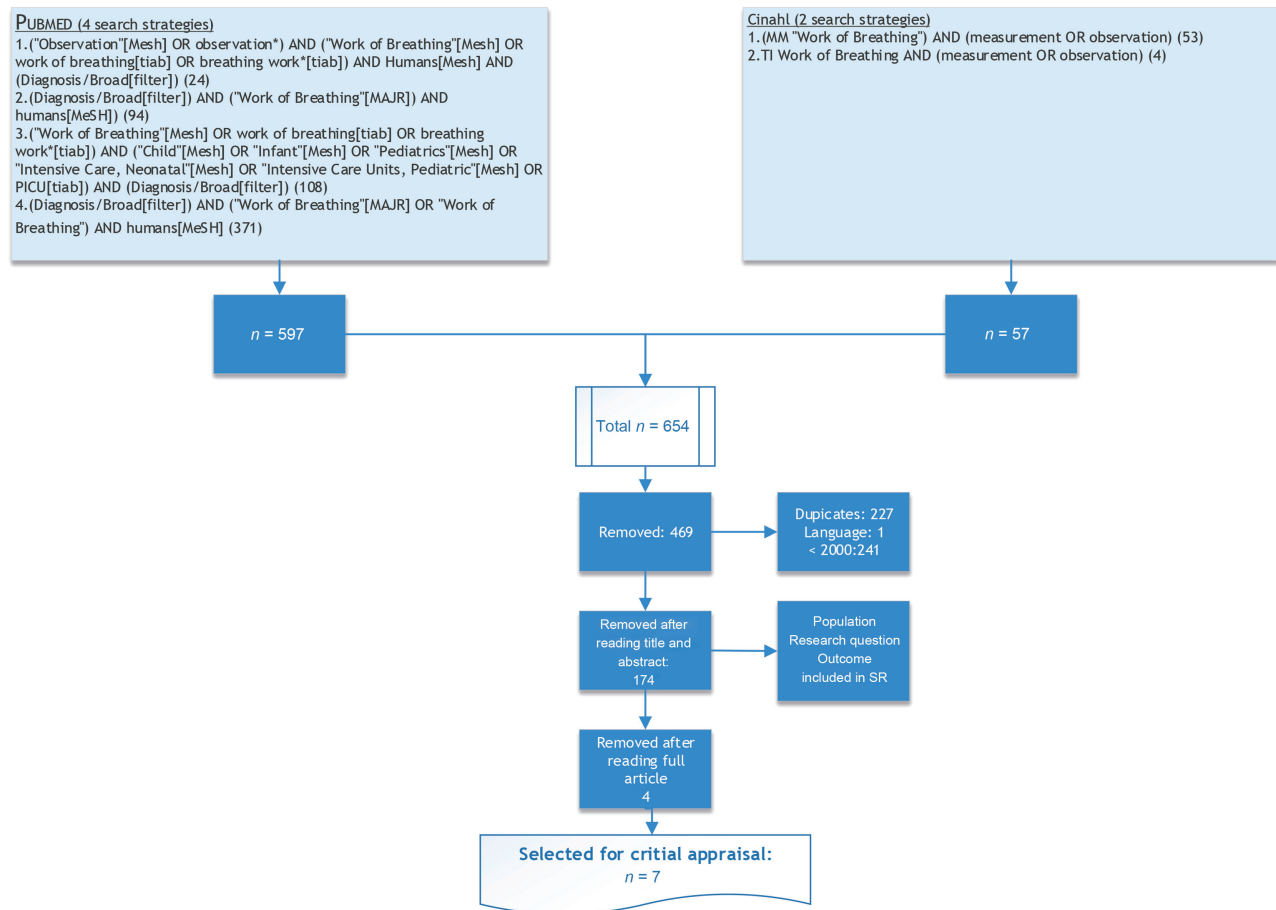 PUBMED (4 search strategies)
1.("Observation"[Mesh] OR observation*) AND ("Work of Breathing"[Mesh] OR
work of breathing[tiab] OR breathing work*[tiab]) AND Humans[Mesh] AND
(Diagnosis/Broad[filter]) (24)
2.(Diagnosis/Broad[filter]) AND ("Work of Breathing"[MAJR]) AND
humans[MeSH]) (94)
3.("Work of Breathing"[Mesh] OR work of breathing[tiab] OR breathing
work*[tiab]) AND ("Child"[Mesh] OR "Infant"[Mesh] OR "Pediatrics"[Mesh] OR
"Intensive Care, Neonatal"[Mesh] OR "Intensive Care Units, Pediatric"[Mesh] OR
PICU[tiab]) AND (Diagnosis/Broad[filter]) (108)
4.(Diagnosis/Broad[filter]) AND ("Work of Breathing"[MAJR] OR "Work of
Breathing") AND humans[MeSH] (371)
Cinahl (2 search strategies)
1.(MM "Work of Breathing") AND (measurement OR observation) (53)
2.TI Work of Breathing AND (measurement OR observation) (4)
n = 597
n = 57
Total n = 654
Removed: 469
Dupicates: 227
Language: 1
< 2000:241
Removed after
reading title and
abstract:
174
Population
Research question
Outcome
included in SR
Removed after
reading full
article
4
Selected for critial appraisal:
n = 7